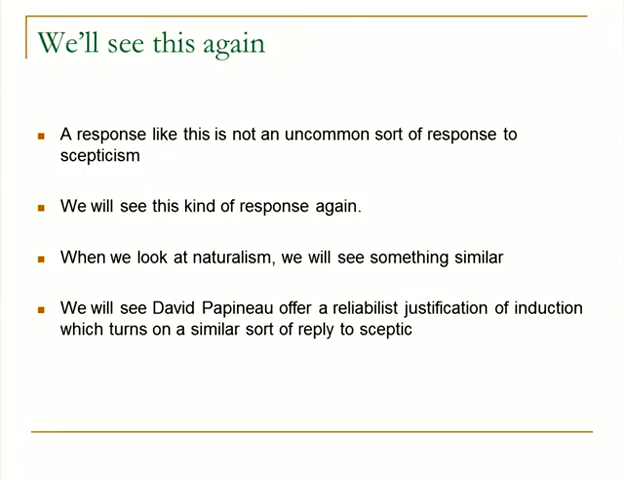 We'll see this again
A response like this is not an uncommon sort of response to
scepticism
We will see this kind of response again.
When we look at naturalism, we will see something similar
We will see David Papineau offer a reliabilist justification of induction
which turns on a similar sort of reply to sceptic